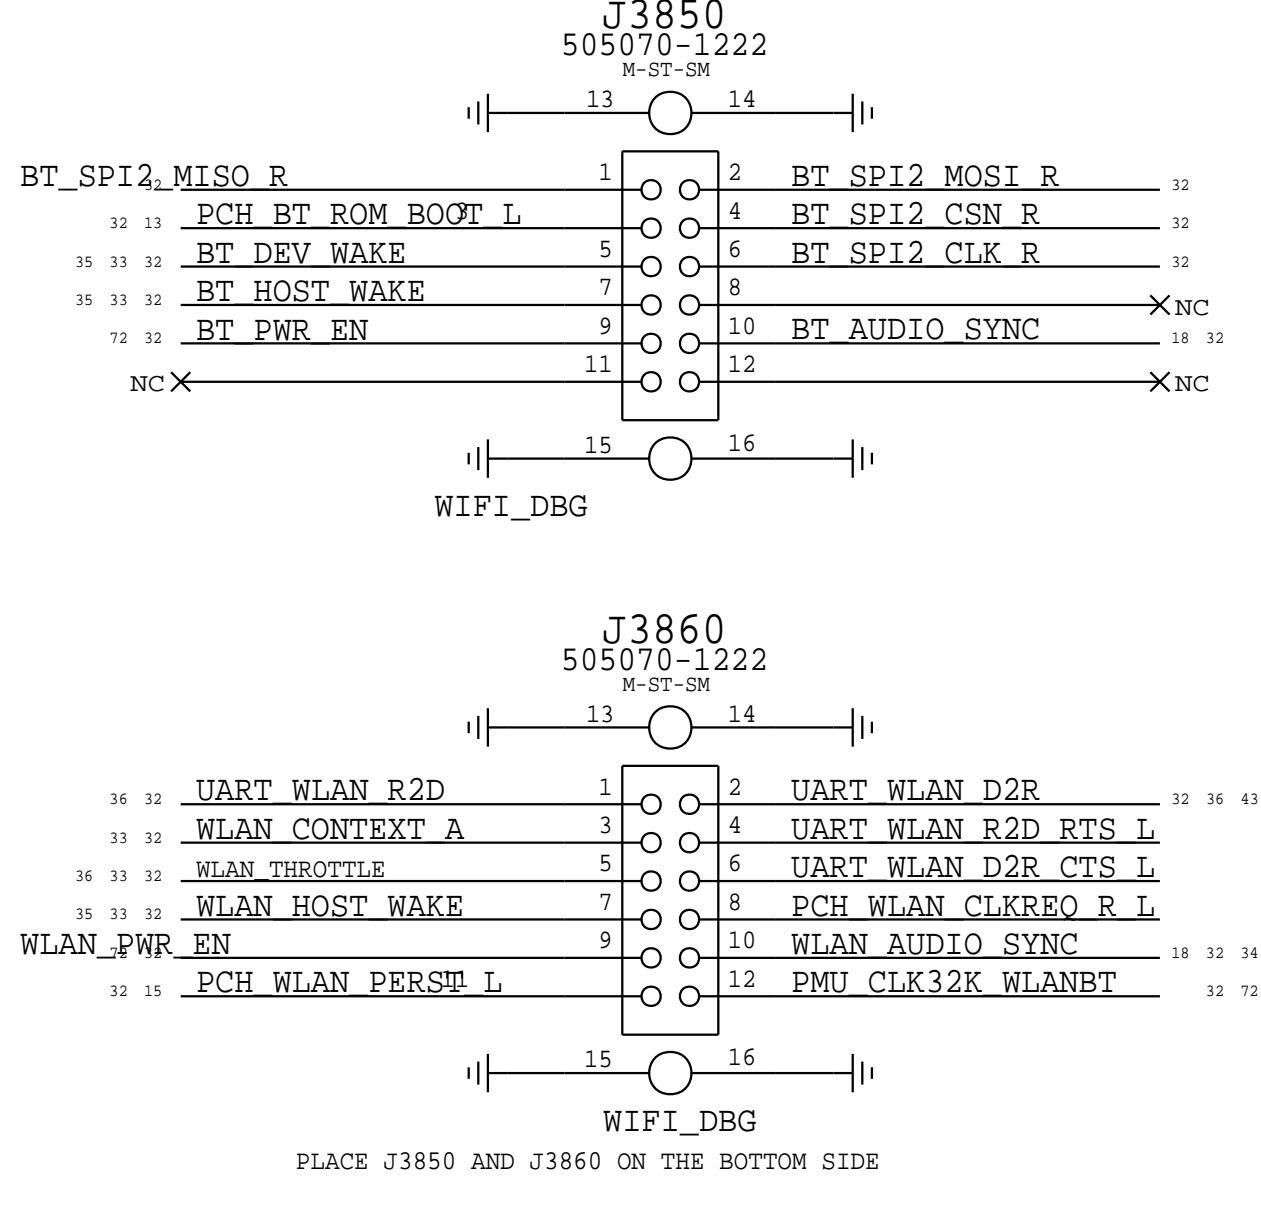 J3850
505070-1222
M-ST-SM
13 14
BT_SPI2_MISO_R 32 1 2 BT_SPI2_MOSI_R 32
32 13 PCH_BT_ROM_BOOT_L 3 4 BT_SPI2_CSN_R 32
35 33 32 BT_DEV_WAKE 5 6 BT_SPI2_CLK_R 32
35 33 32 BT_HOST_WAKE 7 8 NC
72 32 BT_PWR_EN 9 10 BT_AUDIO_SYNC 18 32
NC 11 12 NC
15 16
WIFI_DBG
J3860
505070-1222
M-ST-SM
13 14
36 32 UART_WLAN_R2D 1 2 UART_WLAN_D2R 32 36 43
33 32 WLAN_CONTEXT_A 3 4 UART_WLAN_R2D_RTS_L
36 33 32 WLAN_THROTTLE 5 6 UART_WLAN_D2R_CTS_L
35 33 32 WLAN_HOST_WAKE 7 8 PCH_WLAN_CLKREQ_R_L
WLAN_PWR_EN 72 32 9 10 WLAN_AUDIO_SYNC 18 32 34
32 15 PCH_WLAN_PERST_L 11 12 PMU_CLK32K_WLANBT 32 72
15 16
WIFI_DBG
PLACE J3850 AND J3860 ON THE BOTTOM SIDE